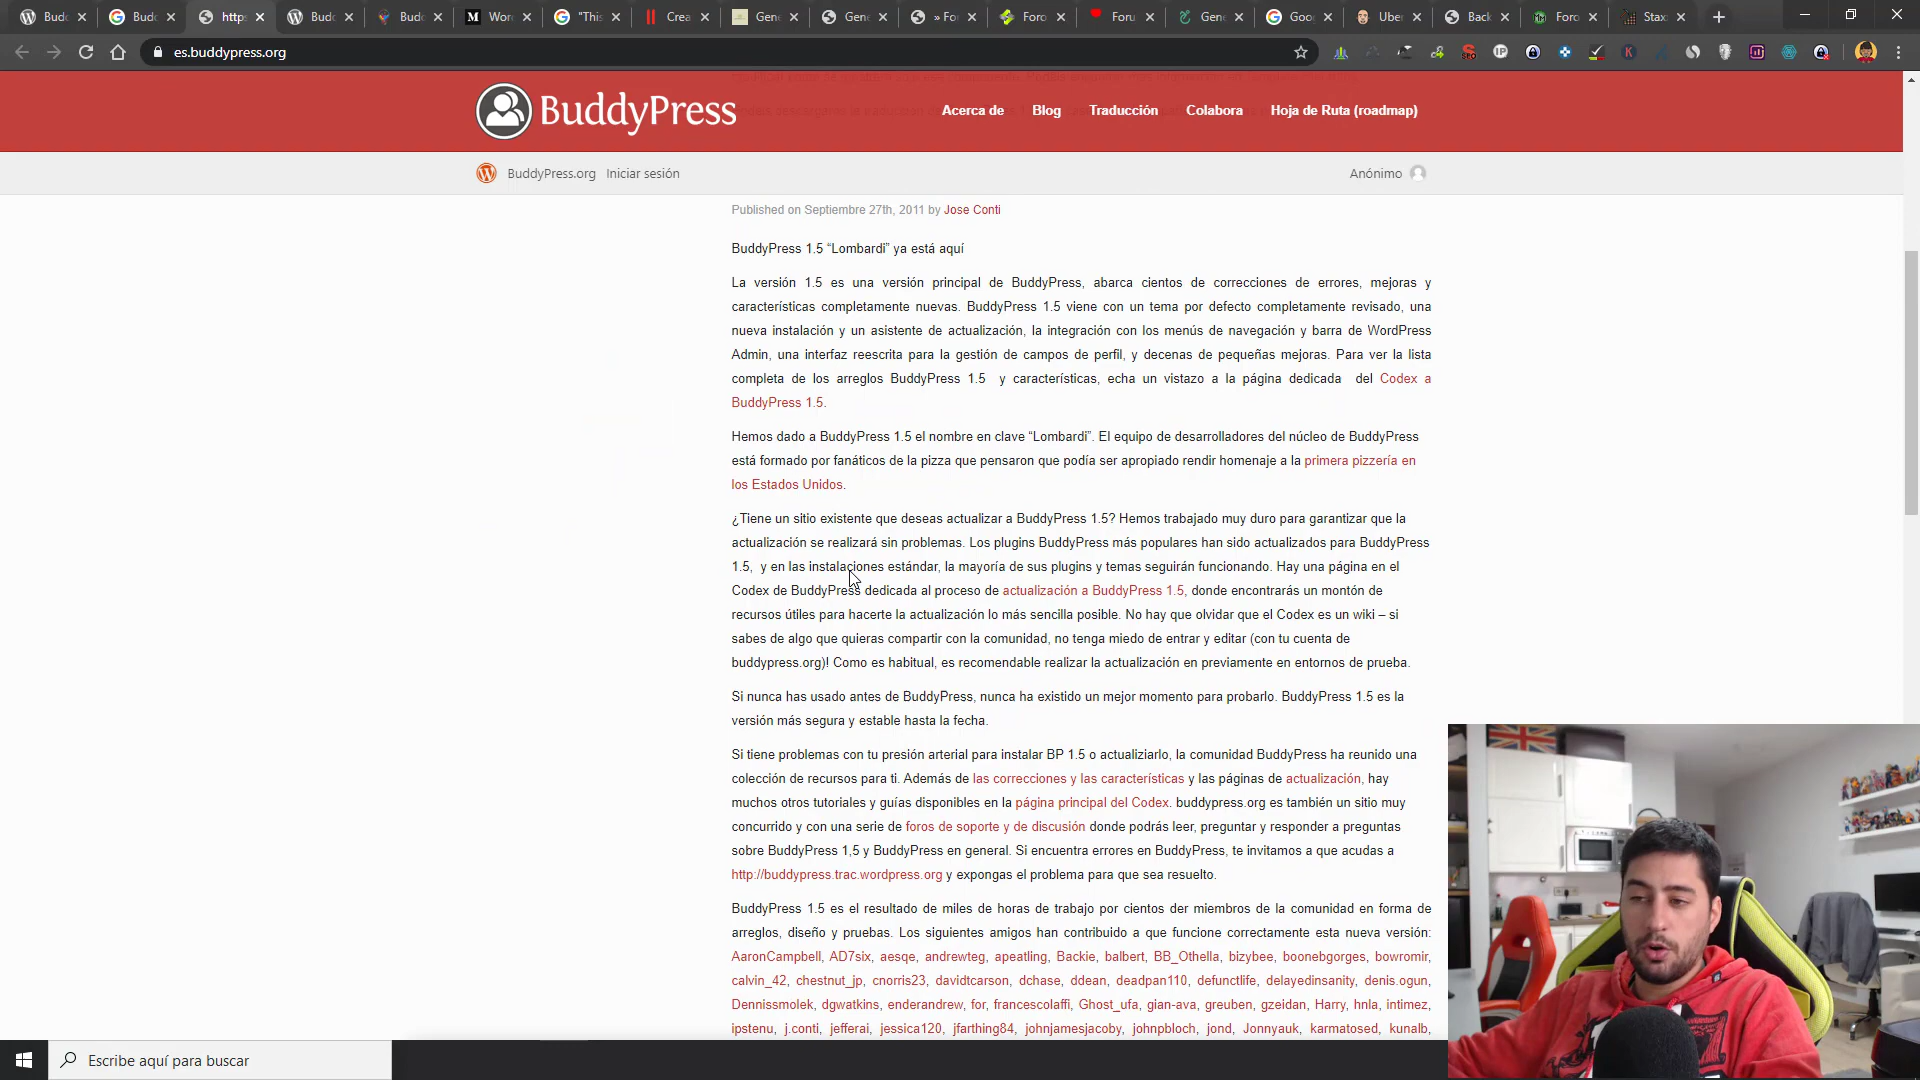 Budd
Budd
http
Budd
Budd
Word
"This
Crea
Gene
Gene
» Fo
Foro
Foru
Gene
Goo
Uber
Back
Foro
Stax
es.buddypress.org
BuddyPress
Acerca de
Blog
Traducción
Colabora
Hoja de Ruta (roadmap)
BuddyPress.org
Iniciar sesión
Anónimo
Published on Septiembre 27th, 2011 by Jose Conti
BuddyPress 1.5 “Lombardi” ya está aquí
La versión 1.5 es una versión principal de BuddyPress, abarca cientos de correcciones de errores, mejoras y
características completamente nuevas. BuddyPress 1.5 viene con un tema por defecto completamente revisado, una
nueva instalación y un asistente de actualización, la integración con los menús de navegación y barra de WordPress
Admin, una interfaz reescrita para la gestión de campos de perfil, y decenas de pequeñas mejoras. Para ver la lista
completa de los arreglos BuddyPress 1.5 y características, echa un vistazo a la página dedicada del Codex a
BuddyPress 1.5.
Hemos dado a BuddyPress 1.5 el nombre en clave “Lombardi”. El equipo de desarrolladores del núcleo de BuddyPress
está formado por fanáticos de la pizza que pensaron que podía ser apropiado rendir homenaje a la primera pizzería en
los Estados Unidos.
¿Tiene un sitio existente que deseas actualizar a BuddyPress 1.5? Hemos trabajado muy duro para garantizar que la
actualización se realizará sin problemas. Los plugins BuddyPress más populares han sido actualizados para BuddyPress
1.5, y en las instalaciones estándar, la mayoría de sus plugins y temas seguirán funcionando. Hay una página en el
Codex de BuddyPress dedicada al proceso de actualización a BuddyPress 1.5, donde encontrarás un montón de
recursos útiles para hacerte la actualización lo más sencilla posible. No hay que olvidar que el Codex es un wiki – si
sabes de algo que quieras compartir con la comunidad, no tenga miedo de entrar y editar (con tu cuenta de
buddypress.org)! Como es habitual, es recomendable realizar la actualización en previamente en entornos de prueba.
Si nunca has usado antes de BuddyPress, nunca ha existido un mejor momento para probarlo. BuddyPress 1.5 es la
versión más segura y estable hasta la fecha.
Si tiene problemas con tu presión arterial para instalar BP 1.5 o actualiziarlo, la comunidad BuddyPress ha reunido una
colección de recursos para ti. Además de las correcciones y las características y las páginas de actualización, hay
muchos otros tutoriales y guías disponibles en la página principal del Codex. buddypress.org es también un sitio muy
concurrido y con una serie de foros de soporte y de discusión donde podrás leer, preguntar y responder a preguntas
sobre BuddyPress 1,5 y BuddyPress en general. Si encuentra errores en BuddyPress, te invitamos a que acudas a
http://buddypress.trac.wordpress.org y expongas el problema para que sea resuelto.
BuddyPress 1.5 es el resultado de miles de horas de trabajo por cientos der miembros de la comunidad en forma de
arreglos, diseño y pruebas. Los siguientes amigos han contribuido a que funcione correctamente esta nueva versión:
AaronCampbell, AD7six, aesqe, andrewteg, apeatling, Backie, balbert, BB_Othella, bizybee, boonebgorges, bowromir,
calvin_42, chestnut_jp, cnorris23, davidtcarson, dchase, ddean, deadpan110, defunctlife, delayedinsanity, denis.ogun,
Dennissmolek, dgwatkins, enderandrew, for, francescolaffi, Ghost_ufa, gian-ava, greuben, gzeidan, Harry, hnla, intimez,
ipstenu, j.conti, jefferai, jessica120, jfarthing84, johnjamesjacoby, johnpbloch, jond, Jonnyauk, karmatosed, kunalb,
Escribe aquí para buscar